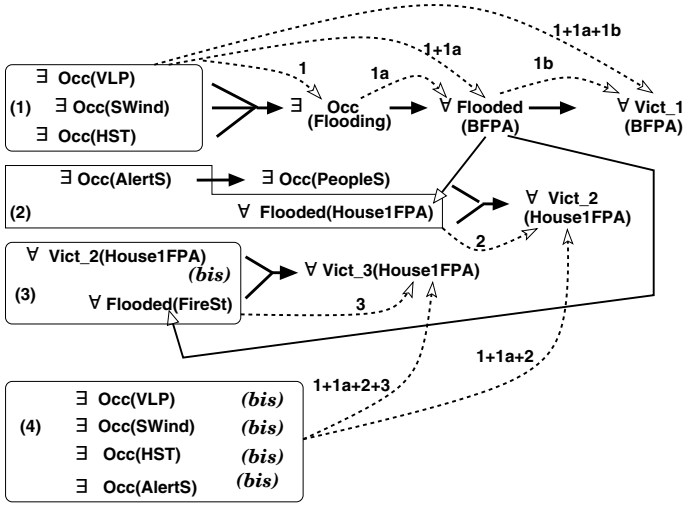 1+1a+1b
1+1a
1
1a
1b
∃ Occ(VLP)
(1) ∃ Occ(SWind)
∃ Occ(HST)
∃ Occ
(Flooding)
∀ Flooded
(BFPA)
∀ Vict_1
(BFPA)
∃ Occ(AlertS)
∃ Occ(PeopleS)
(2)
∀ Flooded(House1FPA)
∀ Vict_2
(House1FPA)
2
∀ Vict_2(House1FPA)
(bis)
(3)
∀ Flooded(FireSt)
∀ Vict_3(House1FPA)
3
1+1a+2
1+1a+2+3
∃ Occ(VLP) (bis)
(4) ∃ Occ(SWind) (bis)
∃ Occ(HST) (bis)
∃ Occ(AlertS) (bis)